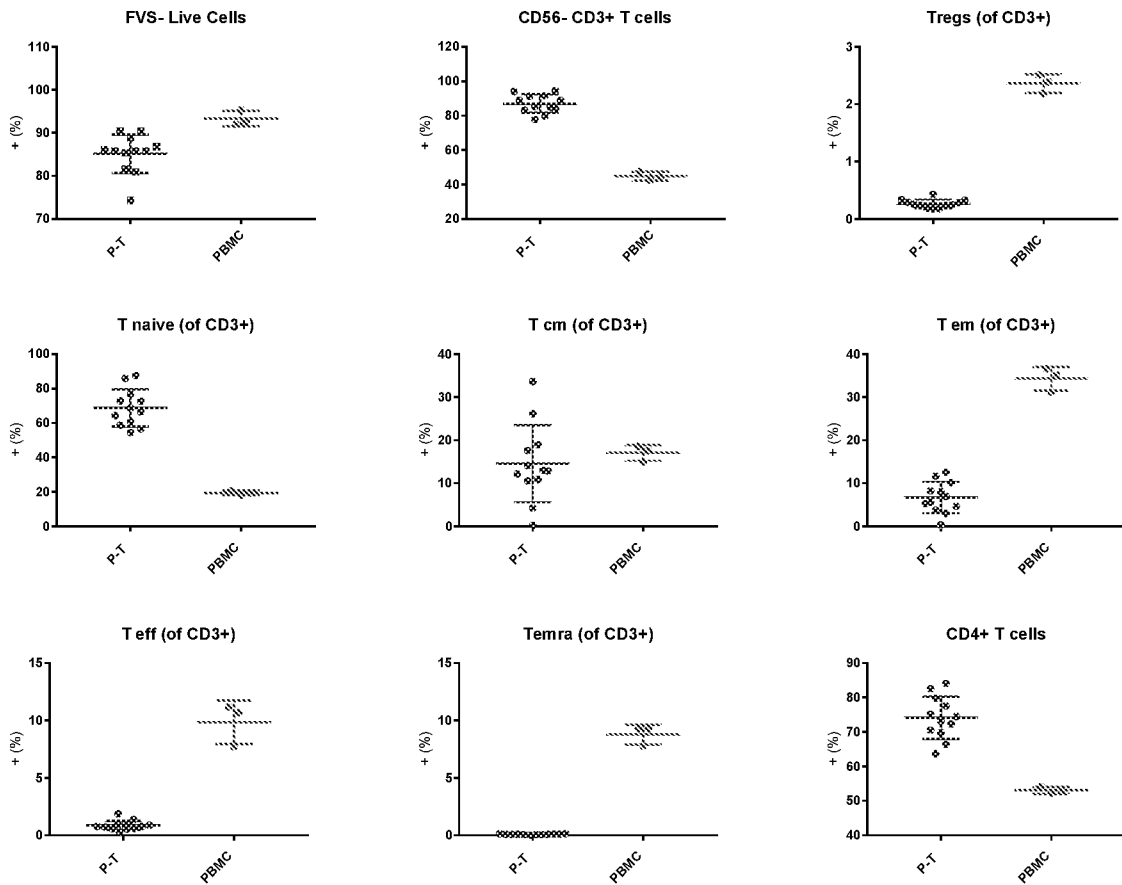 FVS- Live Cells
CD56- CD3+ T cells
Tregs (of CD3+)
110
100
90
80
70
+ (%)
P-T
PBMC
120
100
80
60
40
20
+ (%)
P-T
PBMC
3
2
1
0
+ (%)
P-T
PBMC
T naive (of CD3+)
T cm (of CD3+)
T em (of CD3+)
100
80
60
40
20
0
+ (%)
P-T
PBMC
40
30
20
10
0
+ (%)
P-T
PBMC
40
30
20
10
0
+ (%)
P-T
PBMC
T eff (of CD3+)
Temra (of CD3+)
CD4+ T cells
15
10
5
0
+ (%)
P-T
PBMC
15
10
5
0
+ (%)
P-T
PBMC
90
80
70
60
50
40
+ (%)
P-T
PBMC